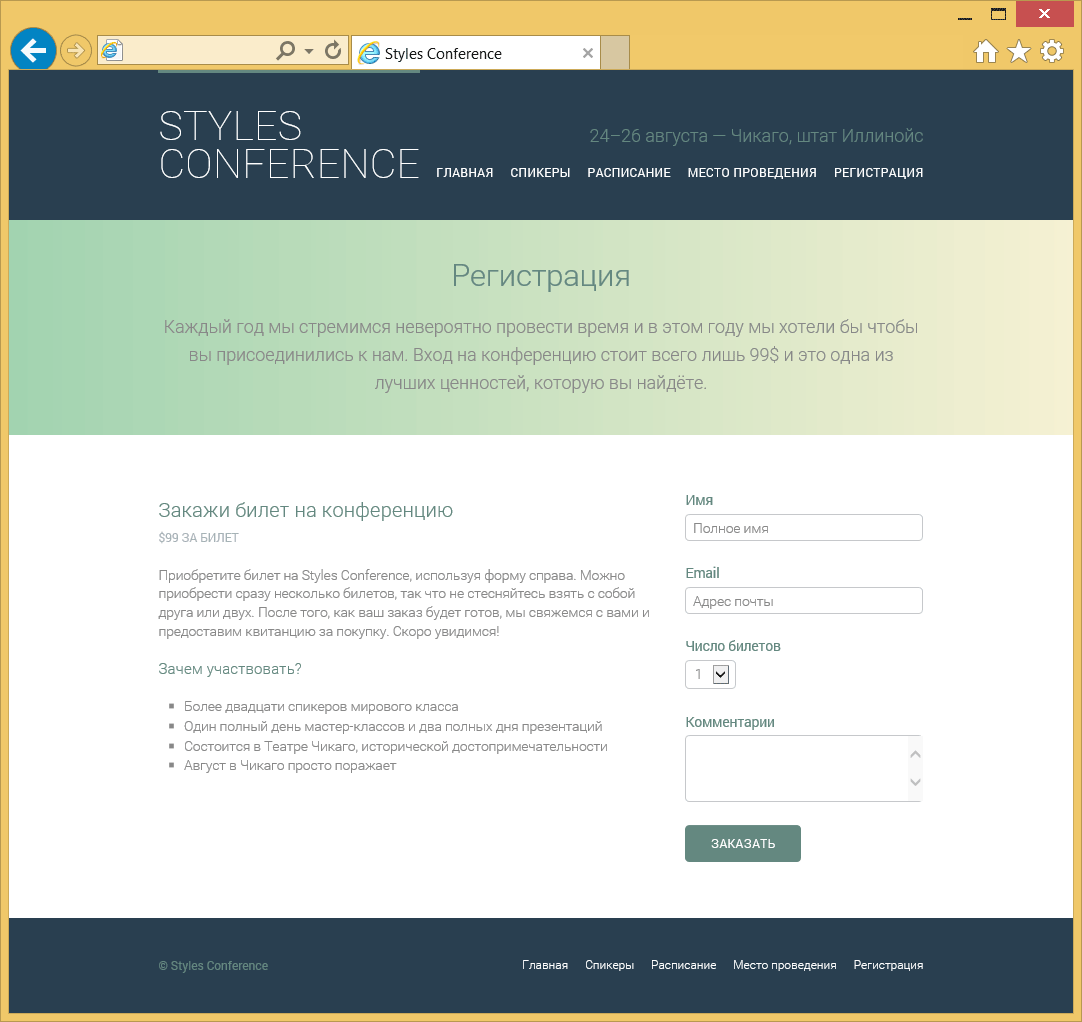 Styles Conference
STYLES
CONFERENCE
24–26 августа — Чикаго, штат Иллинойс
ГЛАВНАЯ СПИКЕРЫ РАСПИСАНИЕ МЕСТО ПРОВЕДЕНИЯ РЕГИСТРАЦИЯ
Регистрация
Каждый год мы стремимся невероятно провести время и в этом году мы хотели бы чтобы
вы присоединились к нам. Вход на конференцию стоит всего лишь 99$ и это одна из
лучших ценностей, которую вы найдёте.
Закажи билет на конференцию
$99 ЗА БИЛЕТ
Приобретите билет на Styles Conference, используя форму справа. Можно
приобрести сразу несколько билетов, так что не стесняйтесь взять с собой
друга или двух. После того, как ваш заказ будет готов, мы свяжемся с вами и
предоставим квитанцию за покупку. Скоро увидимся!
Зачем участвовать?
Более двадцати спикеров мирового класса
Один полный день мастер-классов и два полных дня презентаций
Состоится в Театре Чикаго, исторической достопримечательности
Август в Чикаго просто поражает
Имя
Полное имя
Email
Адрес почты
Число билетов
1
Комментарии
ЗАКАЗАТЬ
© Styles Conference
Главная Спикеры Расписание Место проведения Регистрация